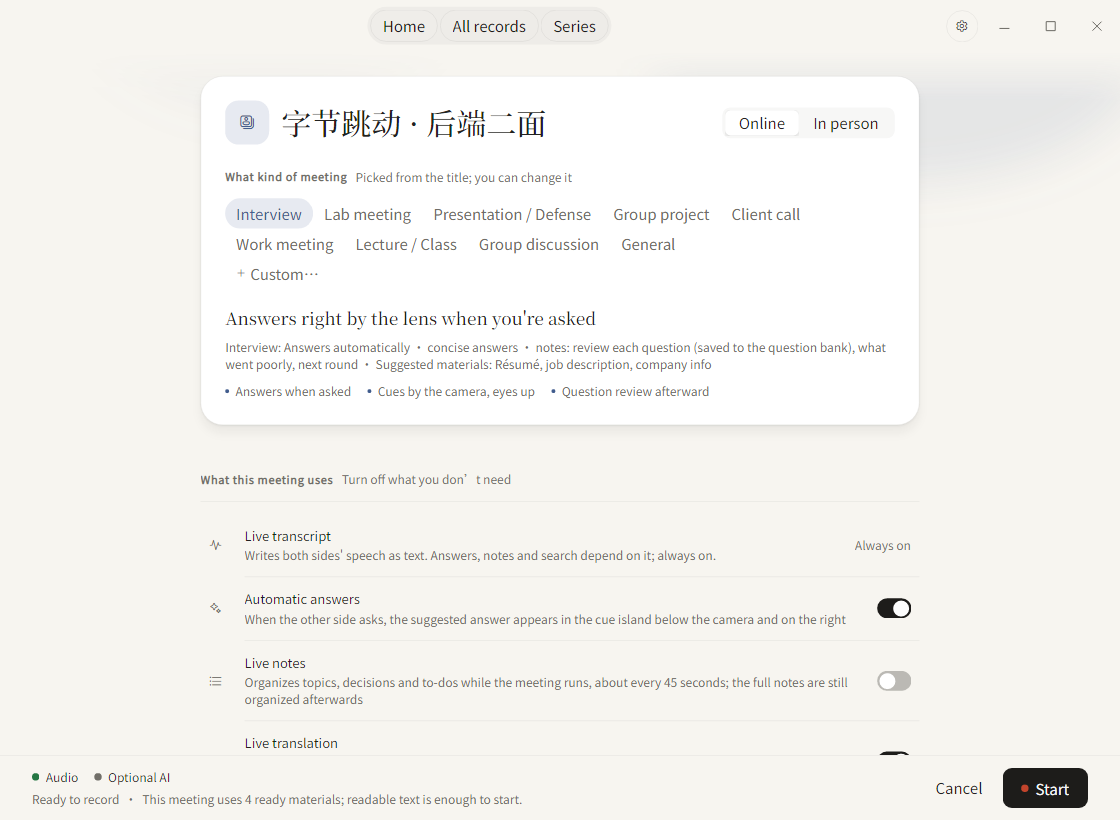 Home All records Series
字节跳动 · 后端二面
Online In person
What kind of meeting Picked from the title; you can change it
Interview Lab meeting Presentation / Defense Group project Client call
Work meeting Lecture / Class Group discussion General
+ Custom···
Answers right by the lens when you're asked
Interview: Answers automatically • concise answers • notes: review each question (saved to the question bank), what
went poorly, next round • Suggested materials: Résumé, job description, company info
• Answers when asked • Cues by the camera, eyes up • Question review afterward
What this meeting uses Turn off what you don’t need
Live transcript
Writes both sides' speech as text. Answers, notes and search depend on it; always on.
Always on
Automatic answers
When the other side asks, the suggested answer appears in the cue island below the camera and on the right
Live notes
Organizes topics, decisions and to-dos while the meeting runs, about every 45 seconds; the full notes are still
organized afterwards
Live translation
Audio Optional AI
Ready to record • This meeting uses 4 ready materials; readable text is enough to start.
Cancel Start